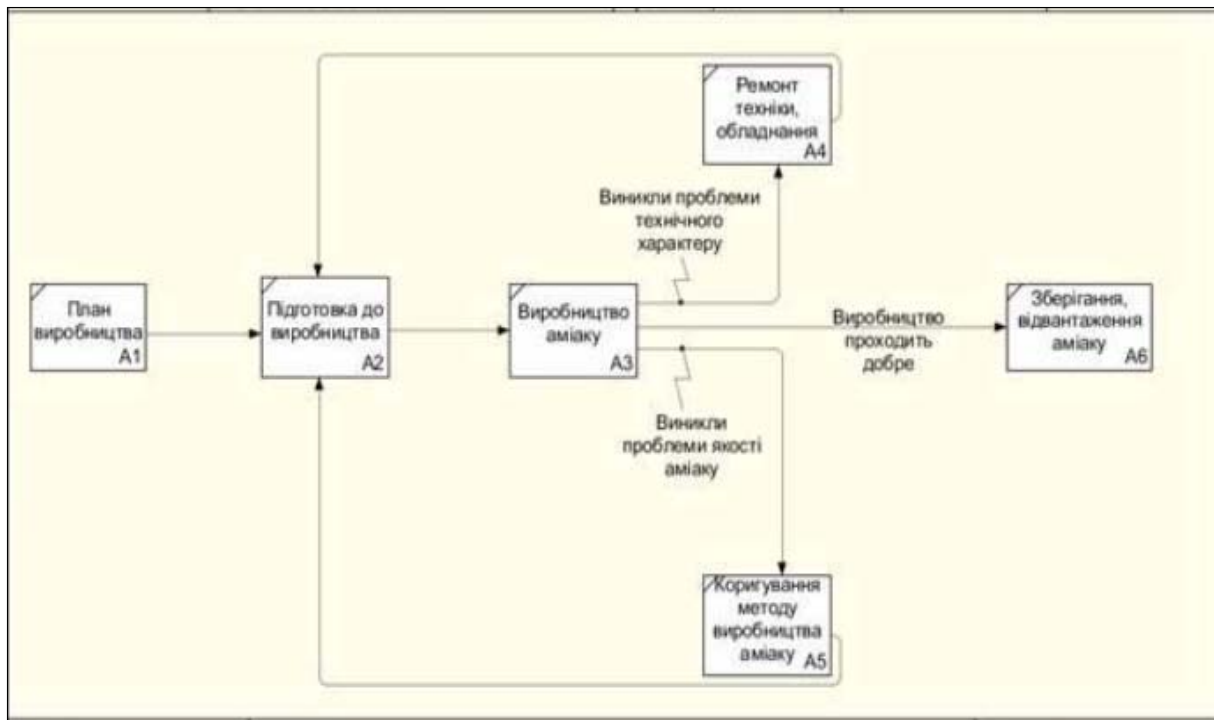 Ремонт
техніки,
обладнання
A4
Виникли проблеми
технічного
характеру
План
виробництва
A1
Підготовка до
виробництва
A2
Виробництво
аміаку
A3
Виробництво
проходить
добре
Зберігання,
відвантаження
аміаку
A6
Виникли
проблеми якості
аміаку
Коригування
методу
виробництва
аміаку
A5